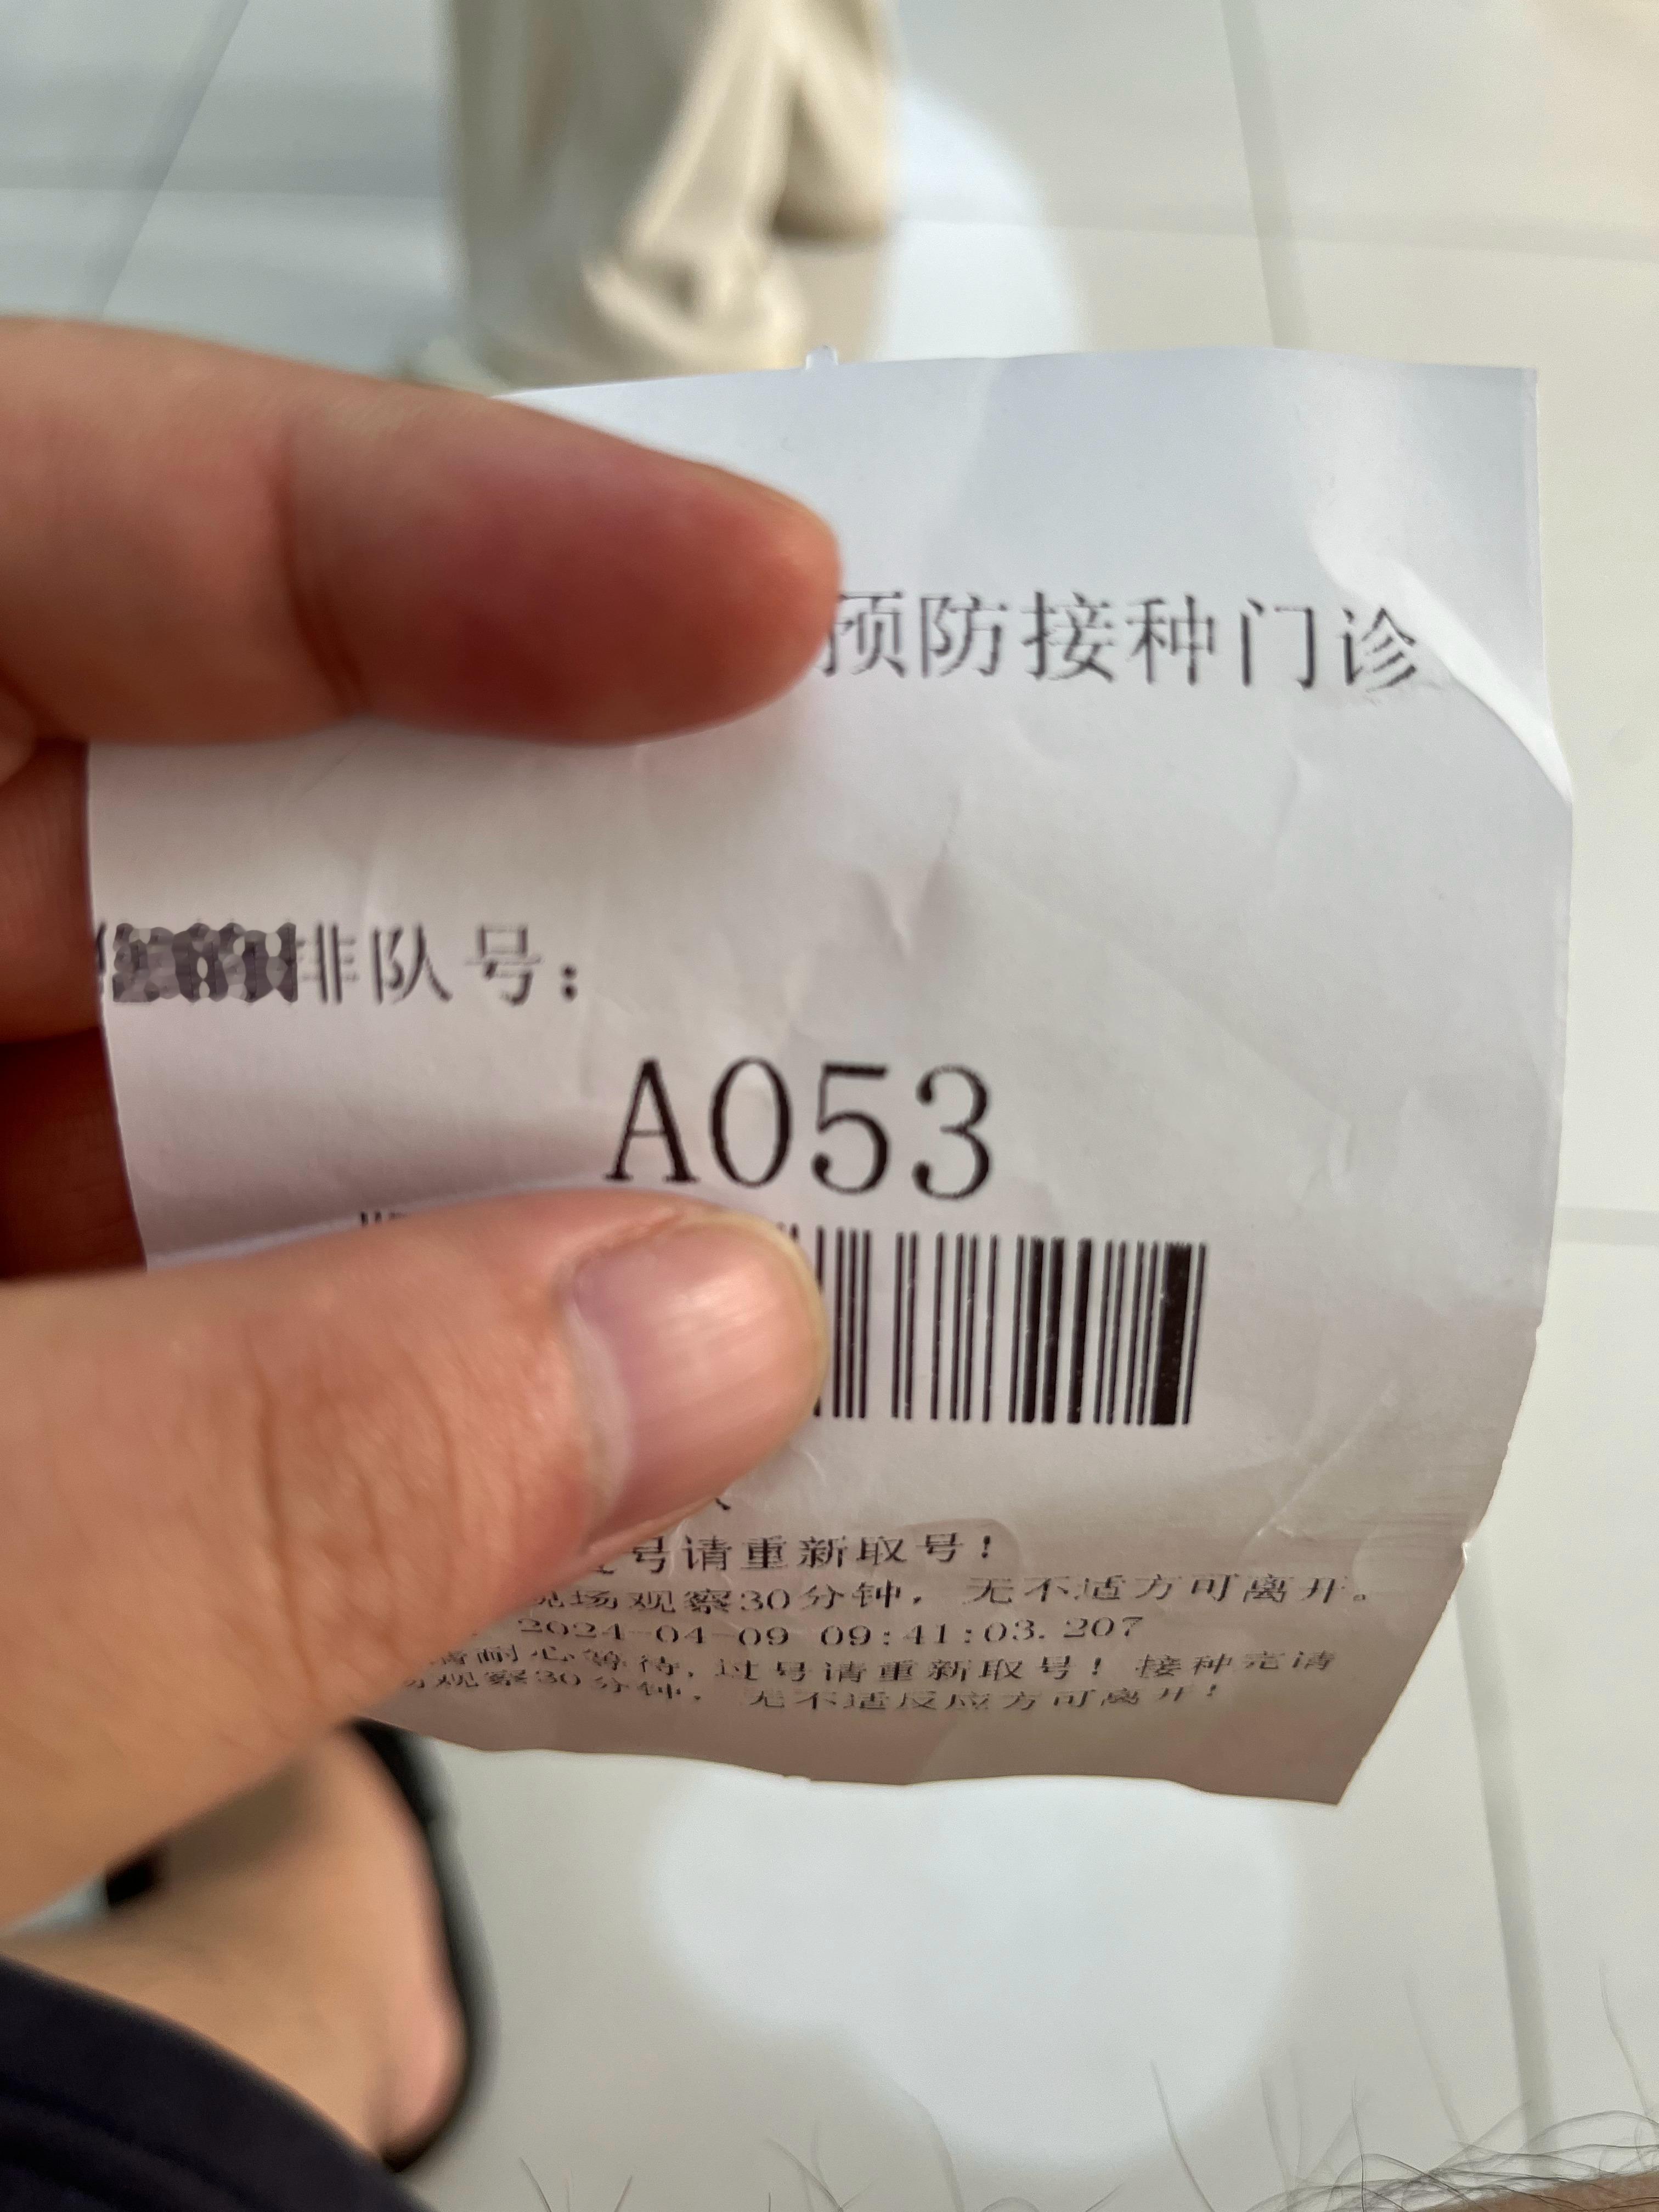 预防接种门诊
排队号：
A053
号请重新取号！
现场观察30分钟，无不适方可离开。
2024-04-09 09:41:03.207
请耐心等待，过号请重新取号！接种完请
观察30分钟，无不适反应方可离开！